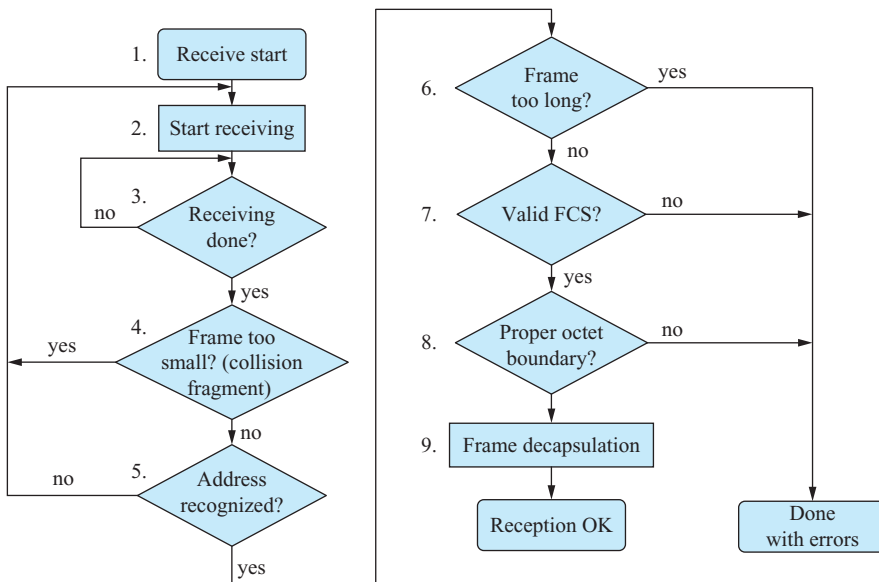 1.
Receive start
2.
Start receiving
3.
Receiving
done?
no
yes
4.
Frame too
small? (collision
fragment)
yes
no
5.
Address
recognized?
no
yes
6.
Frame
too long?
yes
no
7.
Valid FCS?
no
yes
8.
Proper octet
boundary?
no
9.
Frame decapsulation
Reception OK
Done
with errors